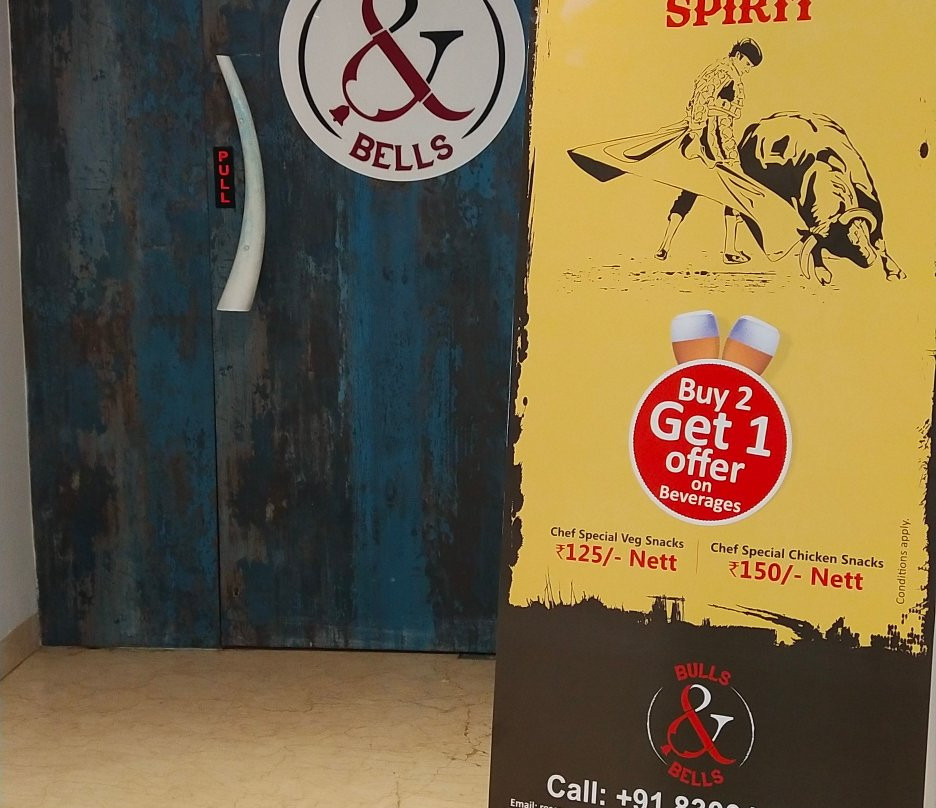 &
BELLS
PULL
SPIRIT
Buy 2
Get 1
offer
on
Beverages
Chef Special Veg Snacks
₹125/- Nett
Chef Special Chicken Snacks
₹150/- Nett
Conditions apply.
BULLS
&
BELLS
Call: +91
Email: